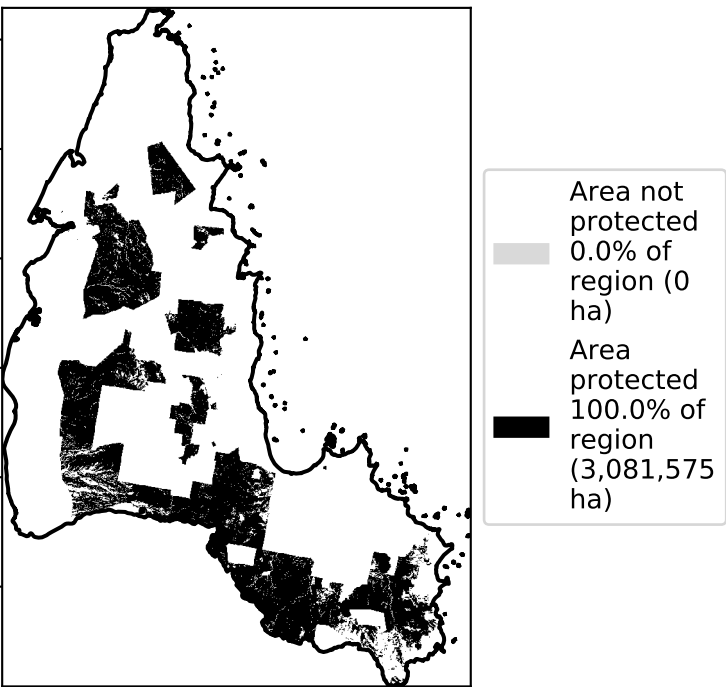 Area not
protected
0.0% of
region (0
ha)
Area
protected
100.0% of
region
(3,081,575
ha)